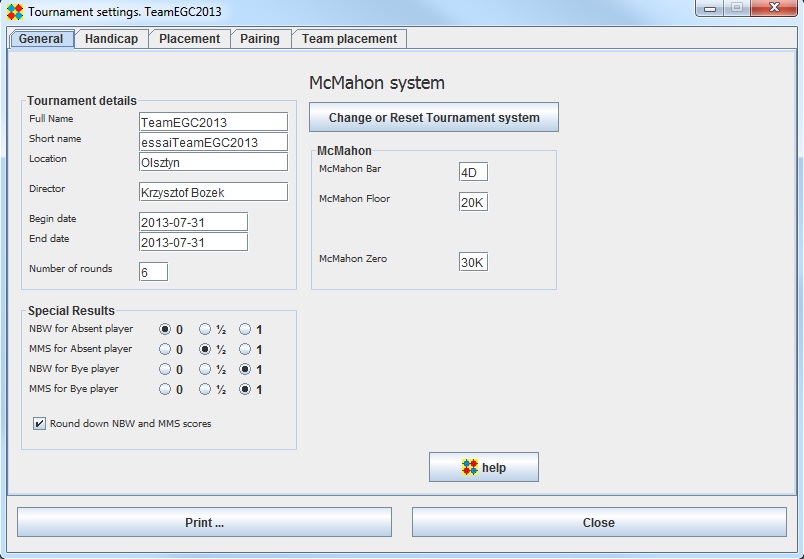 Tournament settings. TeamEGC2013
General Handicap Placement Pairing Team placement
McMahon system
Change or Reset Tournament system
Tournament details
Full Name TeamEGC2013
Short name essaiTeamEGC2013
Location Olsztyn
Director Krzysztof Bozek
Begin date 2013-07-31
End date 2013-07-31
Number of rounds 6
McMahon
McMahon Bar 4D
McMahon Floor 20K
McMahon Zero 30K
Special Results
NBW for Absent player 0 ½ 1
MMS for Absent player 0 ½ 1
NBW for Bye player 0 ½ 1
MMS for Bye player 0 ½ 1
Round down NBW and MMS scores
help
Print ... Close